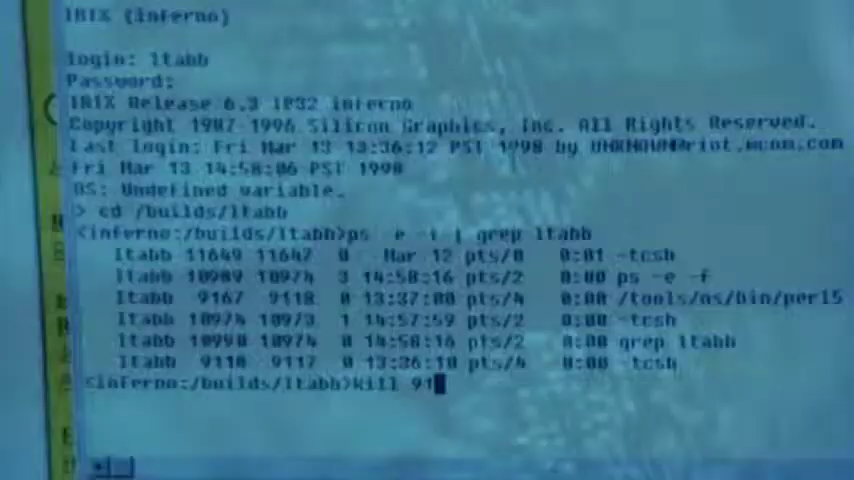 IRIX (inferno)
login: ltabb
Password:
IRIX Release 6.3 IP32 inferno
Copyright 1987-1996 Silicon Graphics, Inc. All Rights Reserved.
Last login: Fri Mar 13 13:36:12 PST 1998 by UNKNOWN@riot.mcom.com
Fri Mar 13 14:58:06 PST 1998
OS: Undefined variable.
> cd /builds/ltabb
<inferno:/builds/ltabb>ps -e -f | grep ltabb
ltabb 11649 11647 0 Mar 12 pts/0 0:01 -tcsh
ltabb 10989 10974 3 14:58:16 pts/2 0:00 ps -e -f
ltabb 9167 9118 0 13:37:00 pts/4 0:00 /tools/ns/bin/perl5
ltabb 10974 10973 1 14:57:59 pts/2 0:00 -tcsh
ltabb 10990 10974 0 14:58:16 pts/2 0:00 grep ltabb
ltabb 9118 9117 0 13:36:10 pts/4 0:00 -tcsh
<inferno:/builds/ltabb>kill 91